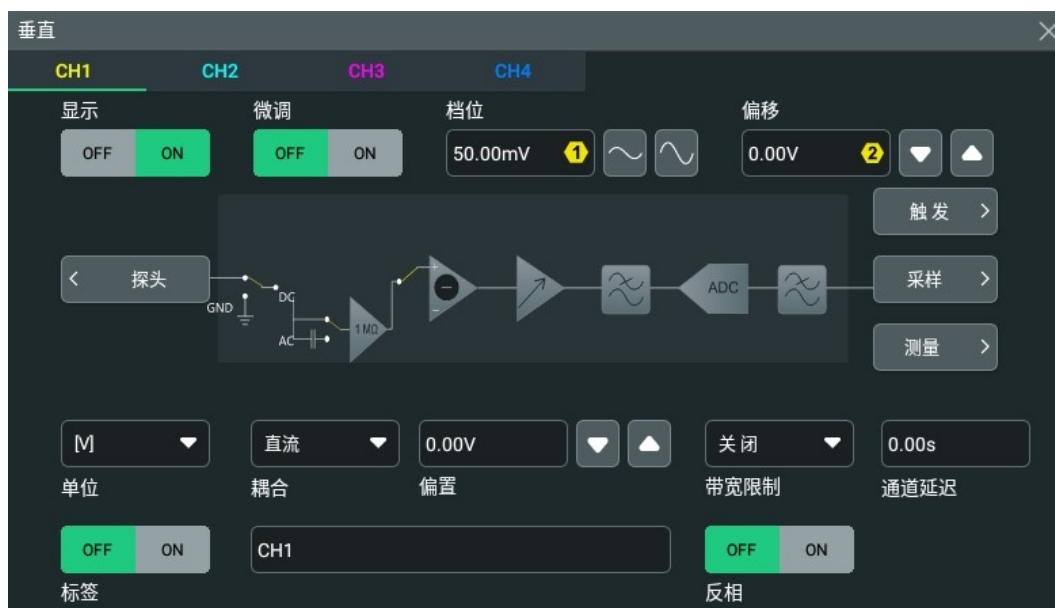 垂直
CH1 CH2 CH3 CH4
显示 微调 档位 偏移
OFF ON OFF ON 50.00mV 1 0.00V 2
触发
探头 采样
GND DC ADC
1 MΩ
AC 测量
[V] 直流 0.00V 关闭 0.00s
单位 耦合 偏置 带宽限制 通道延迟
OFF ON CH1 OFF ON
标签 反相